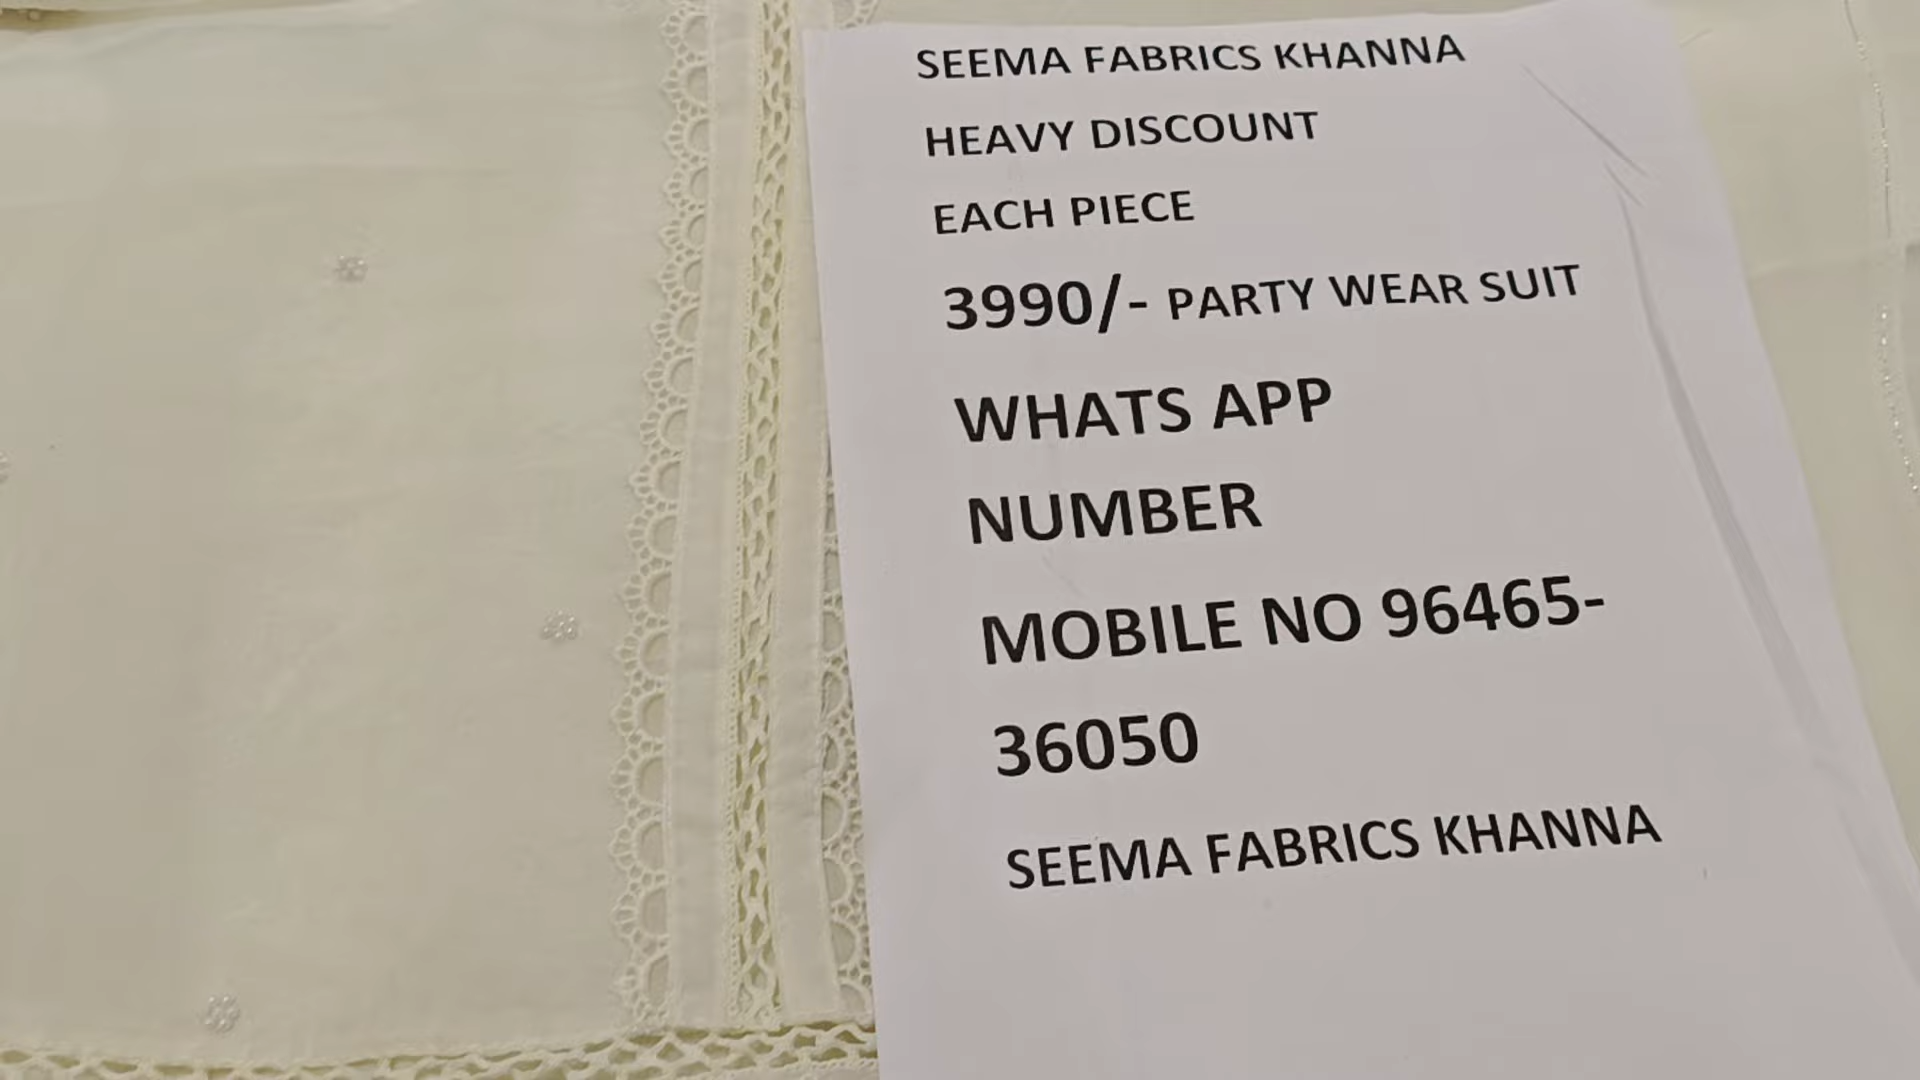 SEEMA FABRICS KHANNA
HEAVY DISCOUNT
EACH PIECE
3990/- PARTY WEAR SUIT
WHATS APP
NUMBER
MOBILE NO 96465-
36050
SEEMA FABRICS KHANNA